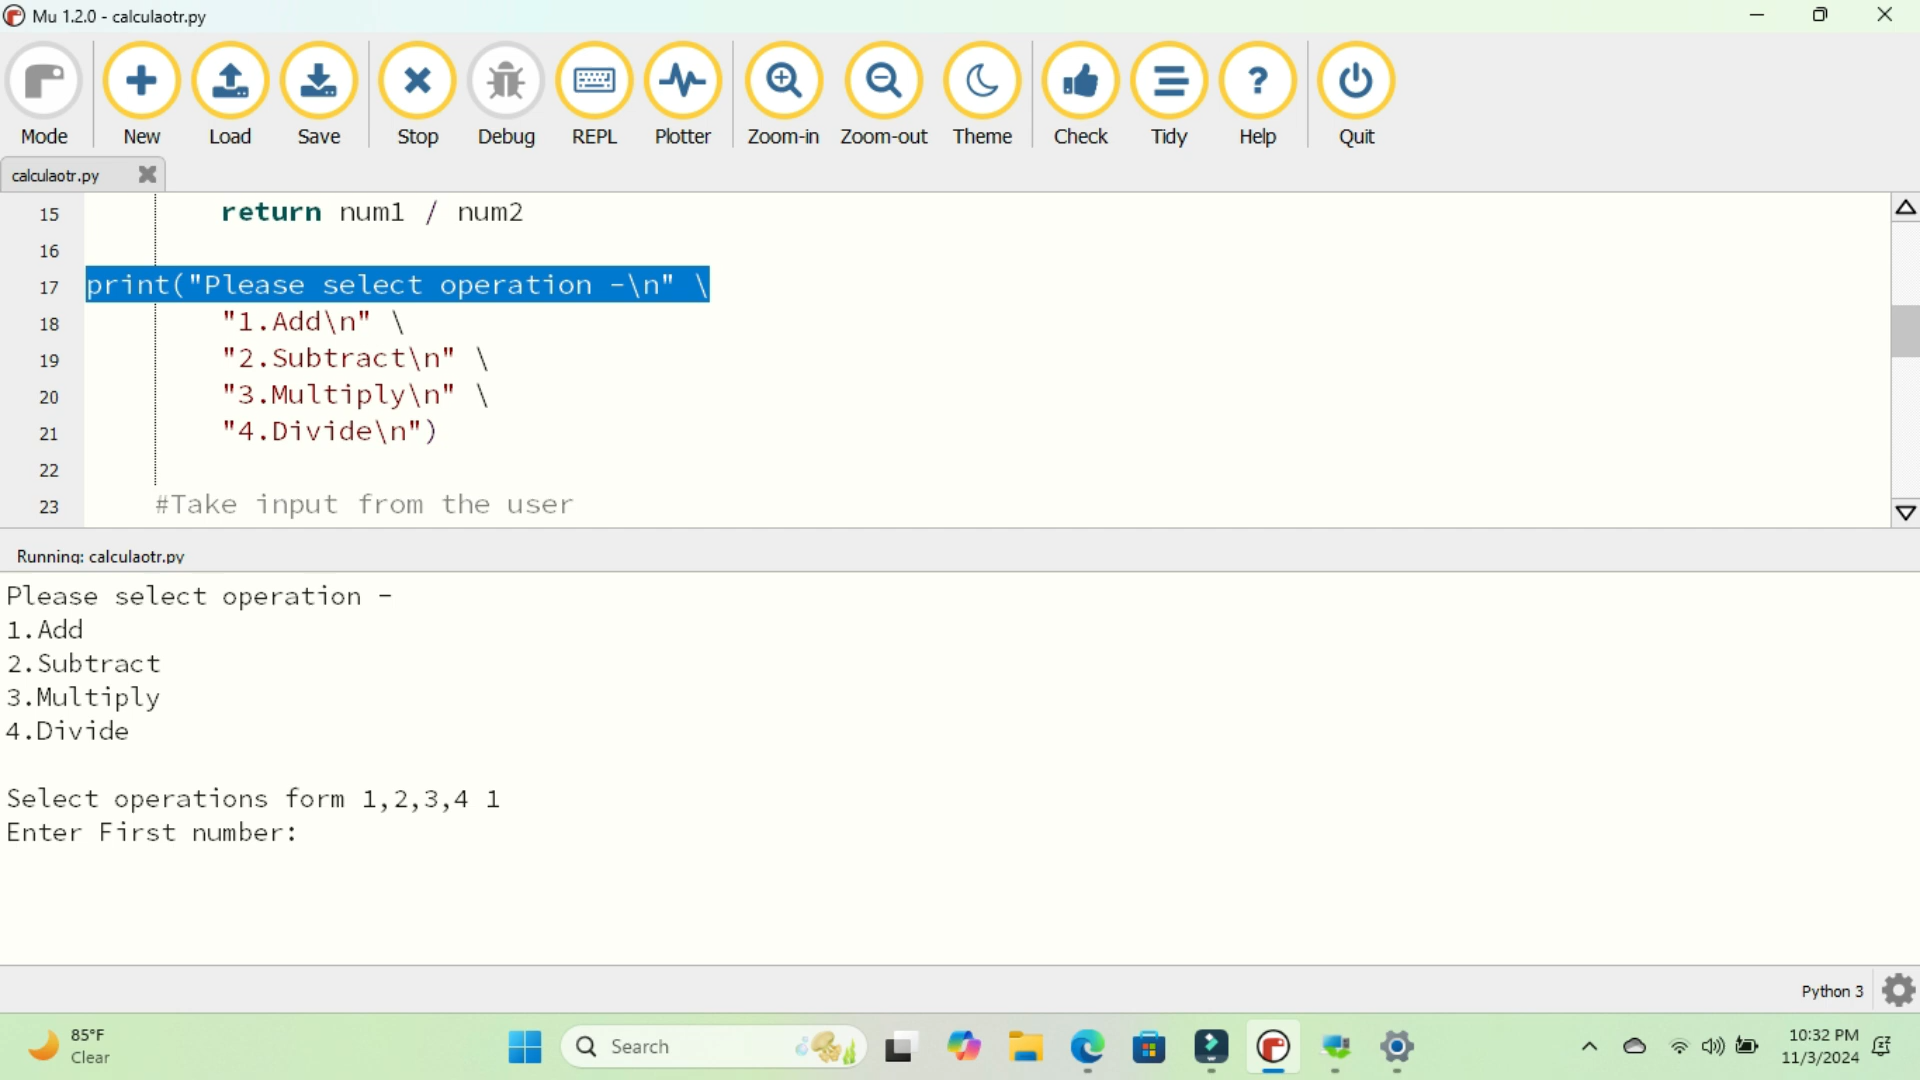 Mu 1.2.0 - calculaotr.py
Mode New Load Save Stop Debug REPL Plotter Zoom-in Zoom-out Theme Check Tidy Help Quit
calculaotr.py
15 return num1 / num2
16
17 print("Please select operation -\n" \
18 "1.Add\n" \
19 "2.Subtract\n" \
20 "3.Multiply\n" \
21 "4.Divide\n")
22
23 #Take input from the user
Running: calculaotr.py
Please select operation -
1.Add
2.Subtract
3.Multiply
4.Divide
Select operations form 1,2,3,4 1
Enter First number:
Python 3
85°F
Clear
Search
10:32 PM
11/3/2024